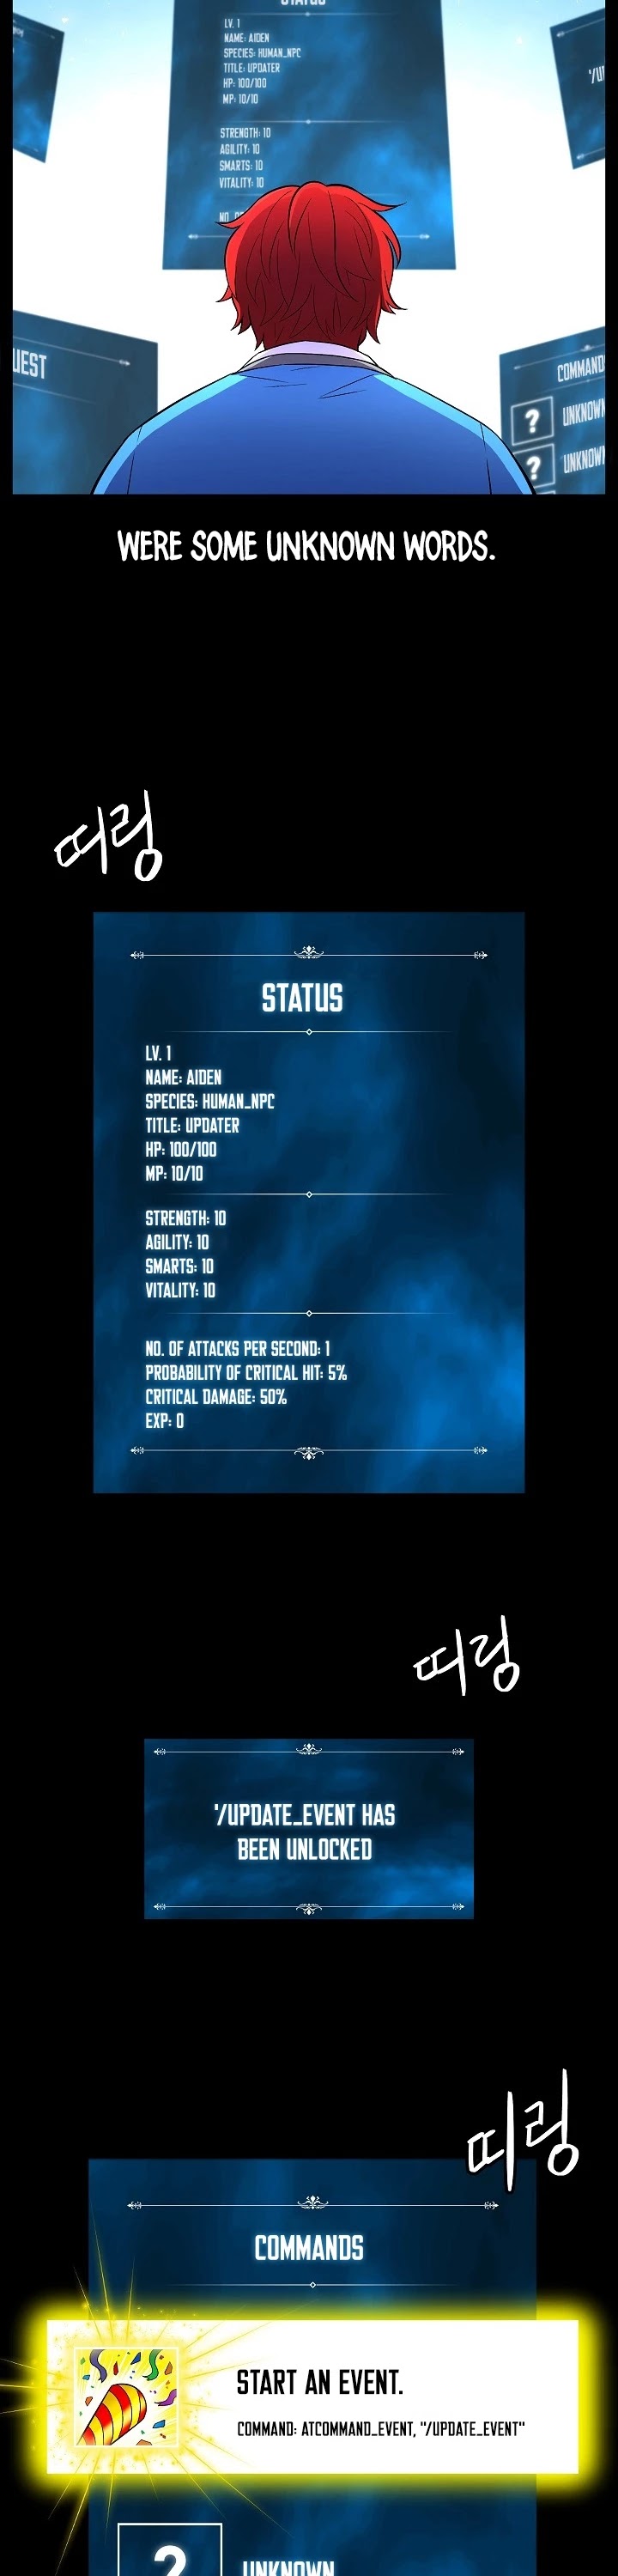 STATUS
LV. 1
NAME: AIDEN
SPECIES: HUMAN_NPC
TITLE: UPDATER
HP: 100/100
MP: 10/10
STRENGTH: 10
AGILITY: 10
SMARTS: 10
VITALITY: 10
NO. OF
'/U
UEST
COMMAND
? UNKNOWN
? UNKNOWN
WERE SOME UNKNOWN WORDS.
띠링
STATUS
LV. 1
NAME: AIDEN
SPECIES: HUMAN_NPC
TITLE: UPDATER
HP: 100/100
MP: 10/10
STRENGTH: 10
AGILITY: 10
SMARTS: 10
VITALITY: 10
NO. OF ATTACKS PER SECOND: 1
PROBABILITY OF CRITICAL HIT: 5%
CRITICAL DAMAGE: 50%
EXP: 0
띠링
'/UPDATE_EVENT HAS
BEEN UNLOCKED
띠링
COMMANDS
START AN EVENT.
COMMAND: ATCOMMAND_EVENT, "/UPDATE_EVENT"
? UNKNOWN